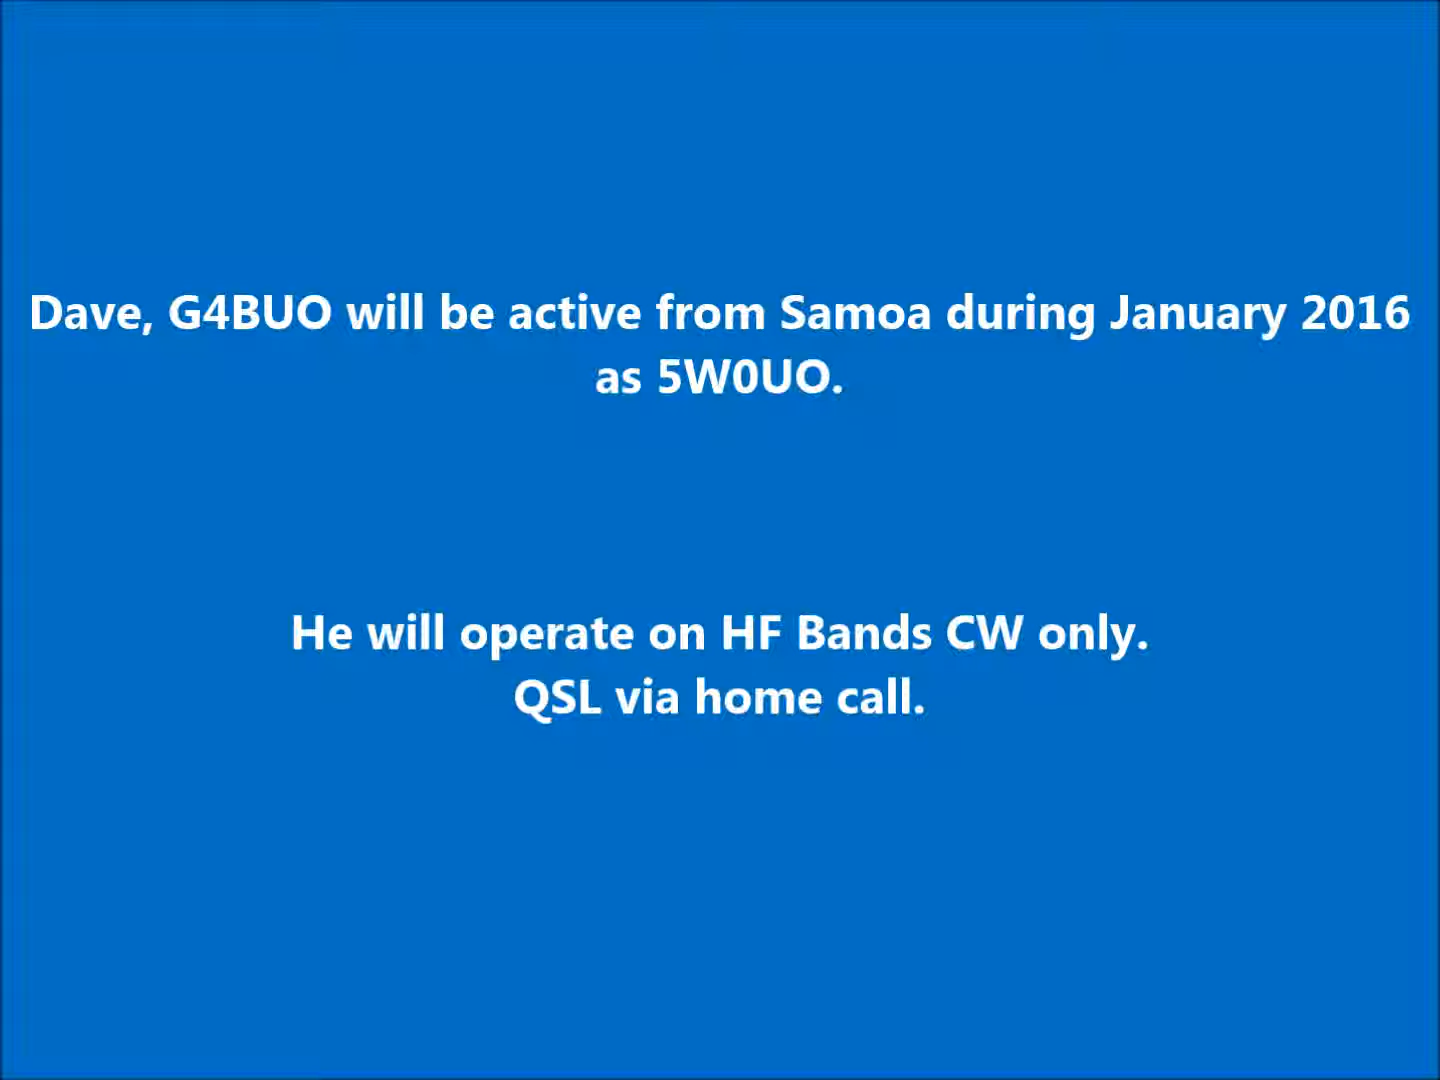 Dave, G4BUO will be active from Samoa during January 2016
as 5W0UO.
He will operate on HF Bands CW only.
QSL via home call.